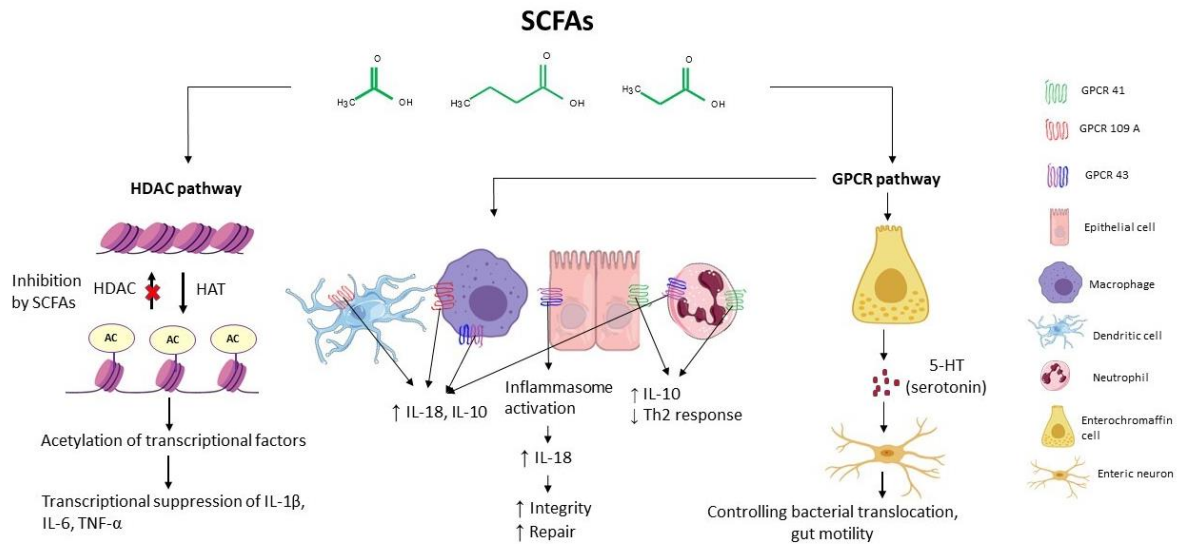 SCFAs
O
H₃C
OH
O
H₃C
OH
O
H₃C
OH
HDAC pathway
Inhibition
by SCFAs
HDAC
HAT
AC
AC
AC
Acetylation of transcriptional factors
Transcriptional suppression of IL-1β,
IL-6, TNF-α
GPCR pathway
↑ IL-18, IL-10
Inflammasome
activation
↑ IL-18
↑ Integrity
↑ Repair
↑ IL-10
↓ Th2 response
5-HT
(serotonin)
Controlling bacterial translocation,
gut motility
GPCR 41
GPCR 109 A
GPCR 43
Epithelial cell
Macrophage
Dendritic cell
Neutrophil
Enterochromaffin
cell
Enteric neuron